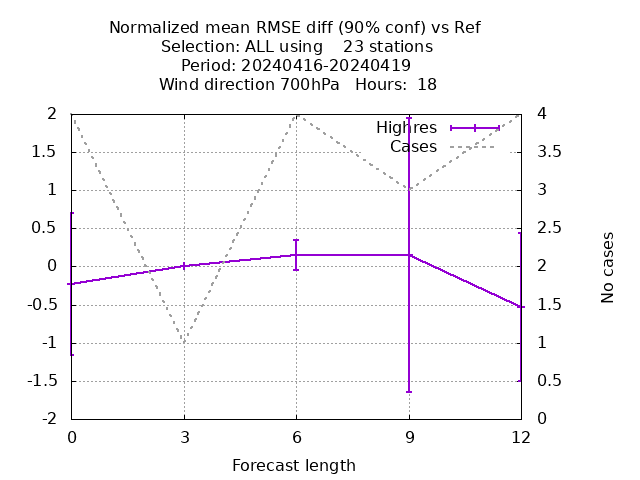 Normalized mean RMSE diff (90% conf) vs Ref
Selection: ALL using    23 stations
Period: 20240416-20240419
Wind direction 700hPa   Hours:  18
Highres
Cases
2
1.5
1
0.5
0
-0.5
-1
-1.5
-2
4
3.5
3
2.5
2
1.5
1
0.5
0
No cases
0 3 6 9 12
Forecast length